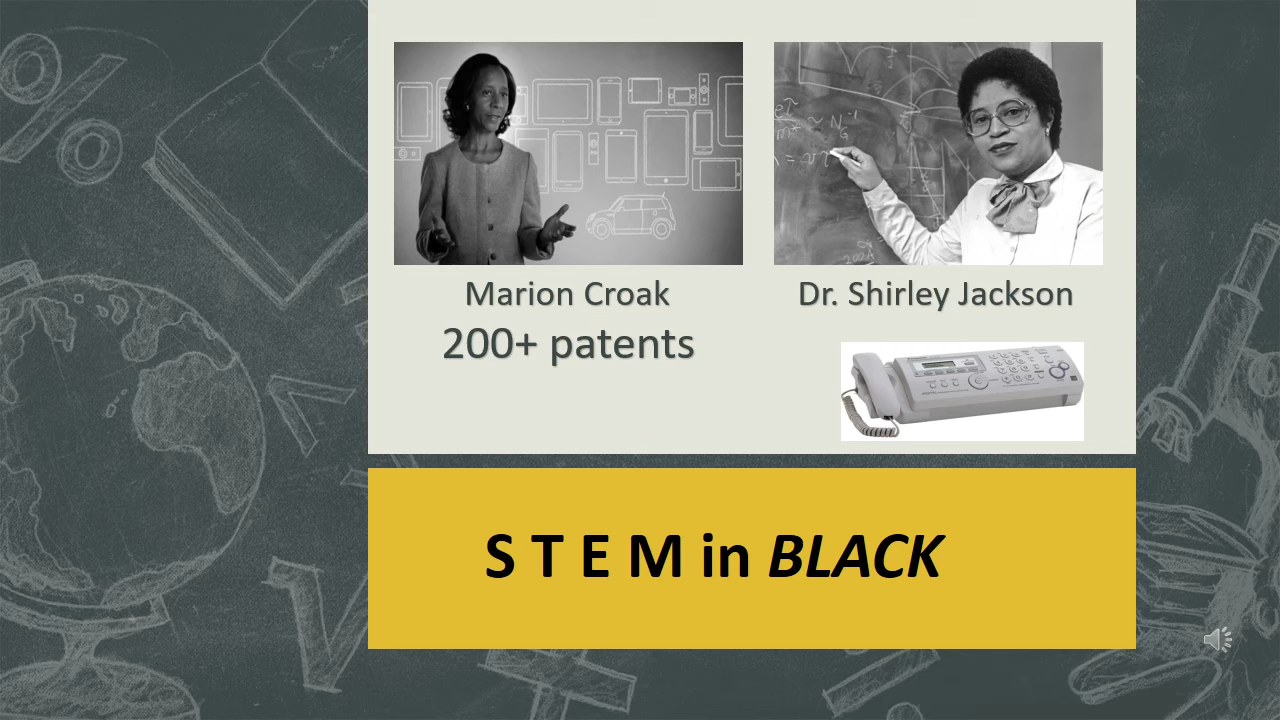 Marion Croak
200+ patents
Dr. Shirley Jackson
S T E M in BLACK